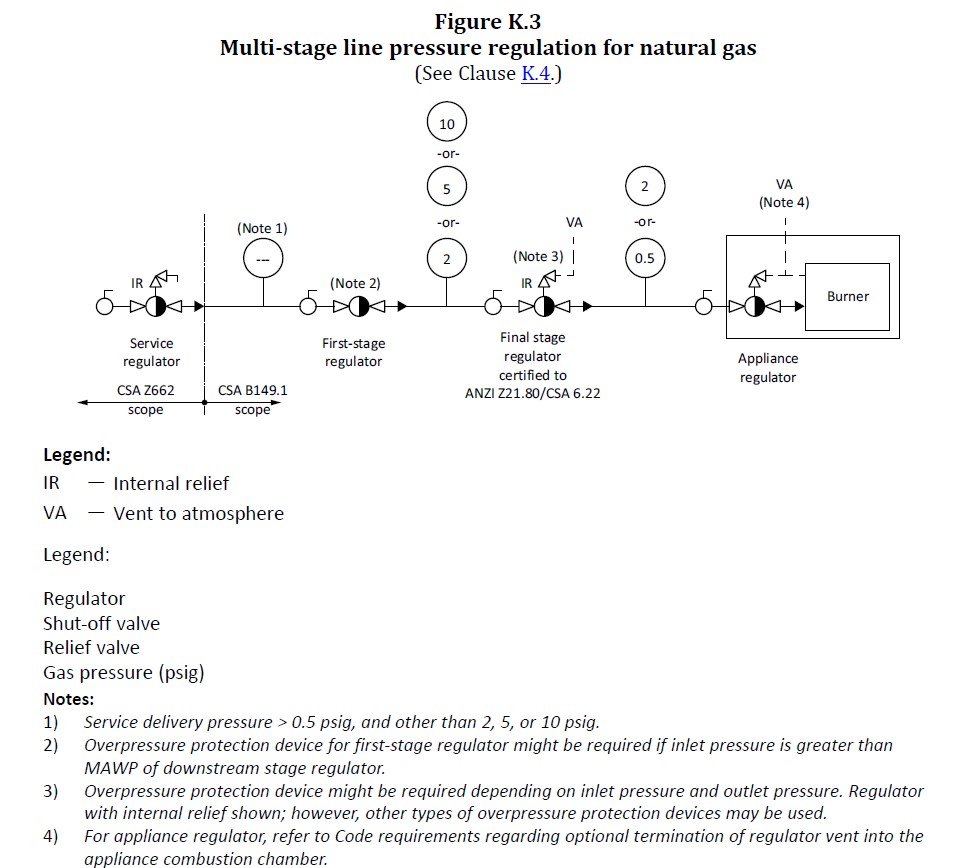 Figure K.3
Multi-stage line pressure regulation for natural gas
(See Clause K.4.)
10
-or-
5
-or-
2
2
-or-
0.5
VA
(Note 4)
VA
(Note 1)
---
(Note 2)
(Note 3)
IR
IR
Burner
Service
regulator
First-stage
regulator
Final stage
regulator
certified to
ANZI Z21.80/CSA 6.22
Appliance
regulator
CSA Z662
scope
CSA B149.1
scope
Legend:
IR — Internal relief
VA — Vent to atmosphere
Legend:
Regulator
Shut-off valve
Relief valve
Gas pressure (psig)
Notes:
1) Service delivery pressure > 0.5 psig, and other than 2, 5, or 10 psig.
2) Overpressure protection device for first-stage regulator might be required if inlet pressure is greater than
MAWP of downstream stage regulator.
3) Overpressure protection device might be required depending on inlet pressure and outlet pressure. Regulator
with internal relief shown; however, other types of overpressure protection devices may be used.
4) For appliance regulator, refer to Code requirements regarding optional termination of regulator vent into the
appliance combustion chamber.